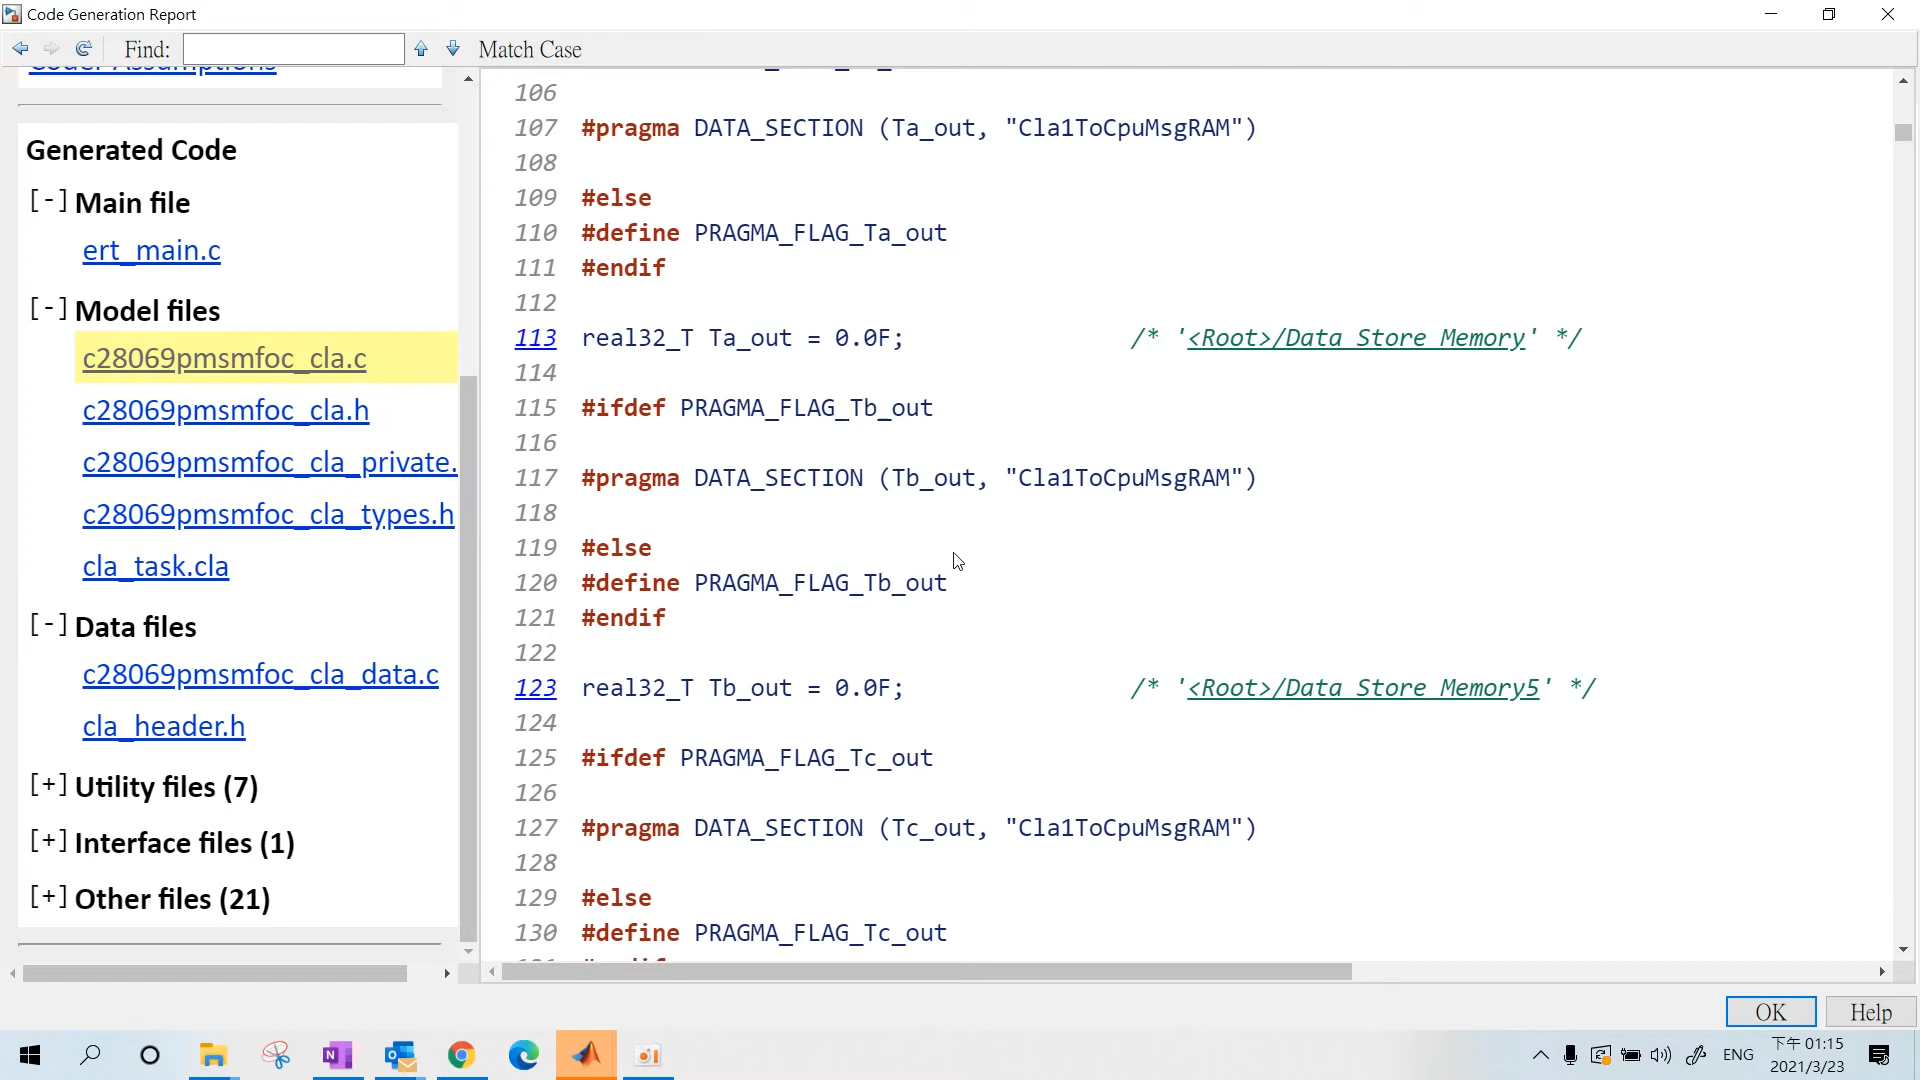 Code Generation Report
Find:
Match Case
Coder Assumptions
Generated Code
[-] Main file
ert_main.c
[-] Model files
c28069pmsmfoc_cla.c
c28069pmsmfoc_cla.h
c28069pmsmfoc_cla_private.
c28069pmsmfoc_cla_types.h
cla_task.cla
[-] Data files
c28069pmsmfoc_cla_data.c
cla_header.h
[+] Utility files (7)
[+] Interface files (1)
[+] Other files (21)
106
107 #pragma DATA_SECTION (Ta_out, "Cla1ToCpuMsgRAM")
108
109 #else
110 #define PRAGMA_FLAG_Ta_out
111 #endif
112
113 real32_T Ta_out = 0.0F; /* '<Root>/Data Store Memory' */
114
115 #ifdef PRAGMA_FLAG_Tb_out
116
117 #pragma DATA_SECTION (Tb_out, "Cla1ToCpuMsgRAM")
118
119 #else
120 #define PRAGMA_FLAG_Tb_out
121 #endif
122
123 real32_T Tb_out = 0.0F; /* '<Root>/Data Store Memory5' */
124
125 #ifdef PRAGMA_FLAG_Tc_out
126
127 #pragma DATA_SECTION (Tc_out, "Cla1ToCpuMsgRAM")
128
129 #else
130 #define PRAGMA_FLAG_Tc_out
OK
Help
ENG
下午 01:15
2021/3/23